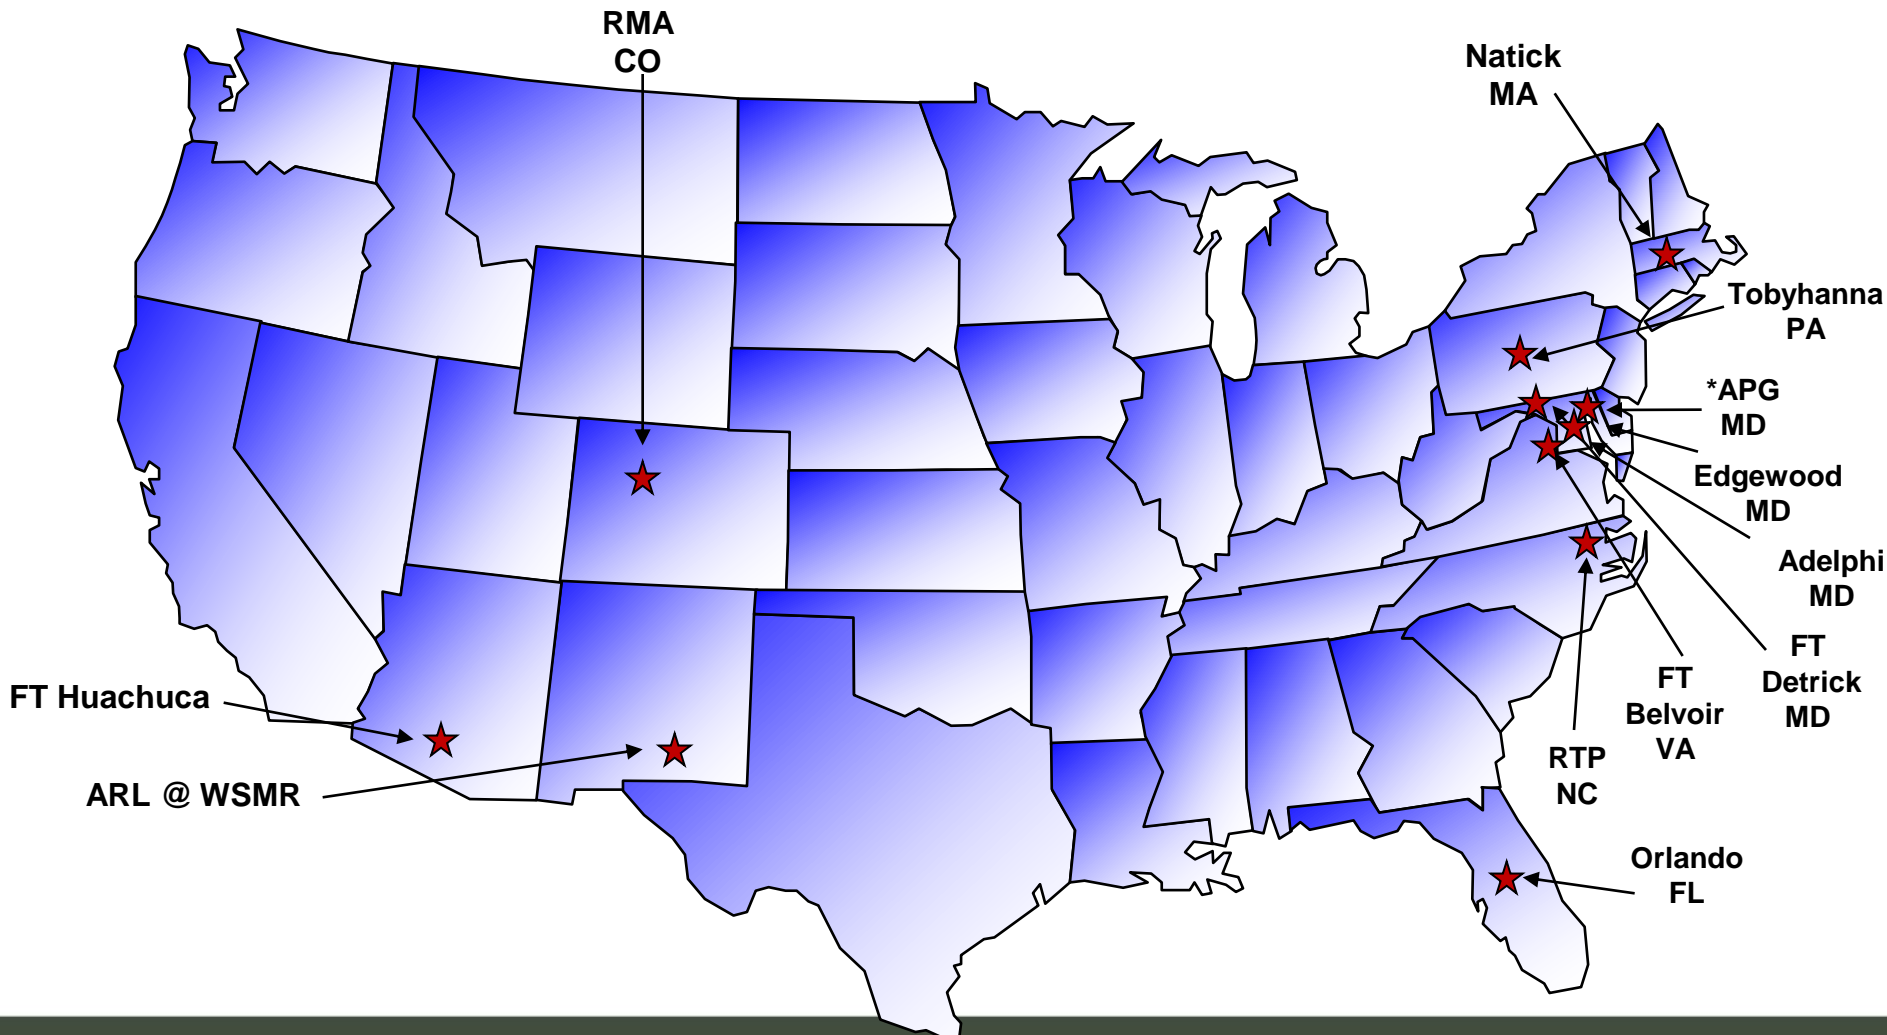 RMA
CO
Natick
MA
Tobyhanna
PA
*APG
MD
Edgewood
MD
Adelphi
MD
FT
Detrick
MD
FT
Belvoir
VA
RTP
NC
Orlando
FL
FT Huachuca
ARL @ WSMR